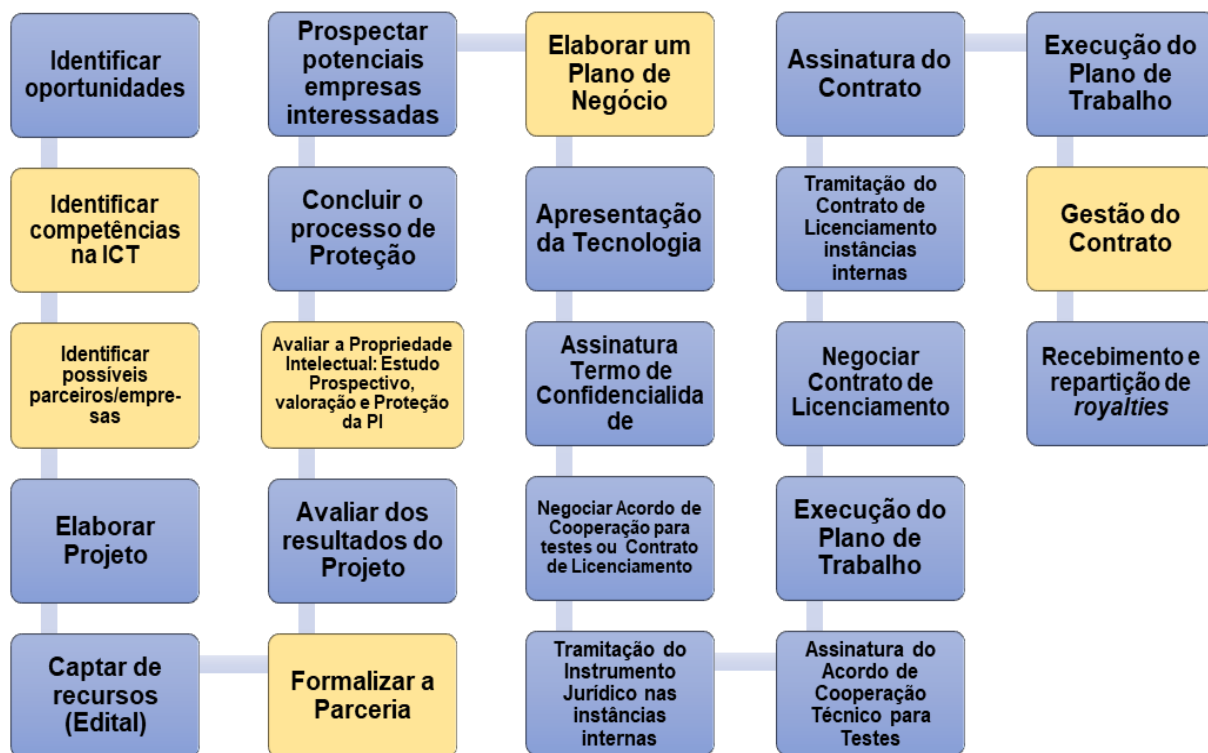 Identificar
oportunidades
Identificar
competências
na ICT
Identificar
possíveis
parceiros/empre-
sas
Elaborar
Projeto
Captar de
recursos
(Edital)
Formalizar a
Parceria
Avaliar dos
resultados do
Projeto
Avaliar a Propriedade
Intelectual: Estudo
Prospectivo,
valoração e Proteção
da PI
Concluir o
processo de
Proteção
Prospectar
potenciais
empresas
interessadas
Elaborar um
Plano de
Negócio
Apresentação
da Tecnologia
Assinatura
Termo de
Confidencialida
de
Negociar Acordo de
Cooperação para
testes ou Contrato
de Licenciamento
Tramitação do
Instrumento
Jurídico nas
instâncias
internas
Assinatura do
Acordo de
Cooperação
Técnico para
Testes
Execução do
Plano de
Trabalho
Negociar
Contrato de
Licenciamento
Tramitação do
Contrato de
Licenciamento
instâncias
internas
Assinatura do
Contrato
Execução do
Plano de
Trabalho
Gestão do
Contrato
Recebimento e
repartição de
royalties